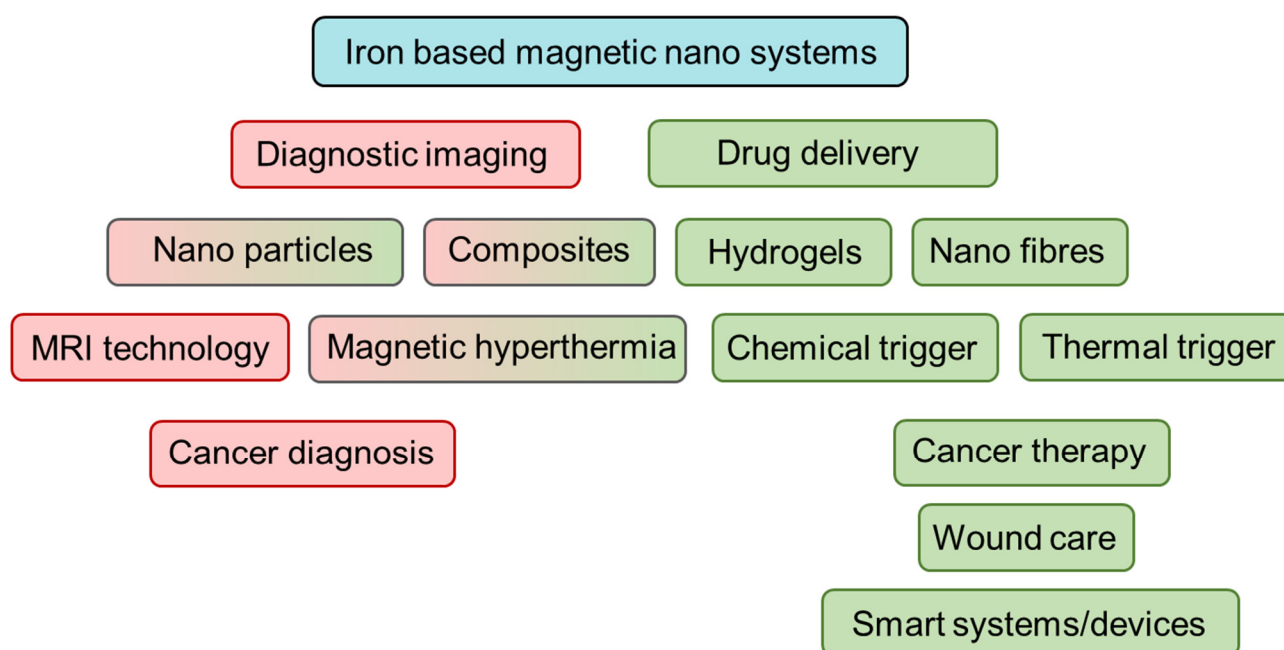 Iron based magnetic nano systems
Diagnostic imaging
Drug delivery
Nano particles
Composites
Hydrogels
Nano fibres
MRI technology
Magnetic hyperthermia
Chemical trigger
Thermal trigger
Cancer diagnosis
Cancer therapy
Wound care
Smart systems/devices